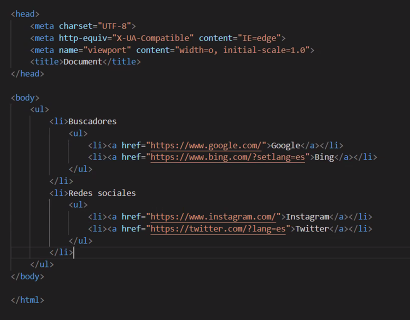 <head>
    <meta charset="UTF-8">
    <meta http-equiv="X-UA-Compatible" content="IE=edge">
    <meta name="viewport" content="width=o, initial-scale=1.0">
    <title>Document</title>
</head>

<body>
    <ul>
        <li>Buscadores
            <ul>
                <li><a href="https://www.google.com/">Google</a></li>
                <li><a href="https://www.bing.com/?setlang=es">Bing</a></li>
            </ul>
        </li>
        <li>Redes sociales
            <ul>
                <li><a href="https://www.instagram.com/">Instagram</a></li>
                <li><a href="https://twitter.com/?lang=es">Twitter</a></li>
            </ul>
        </li>
    </ul>
</body>

</html>